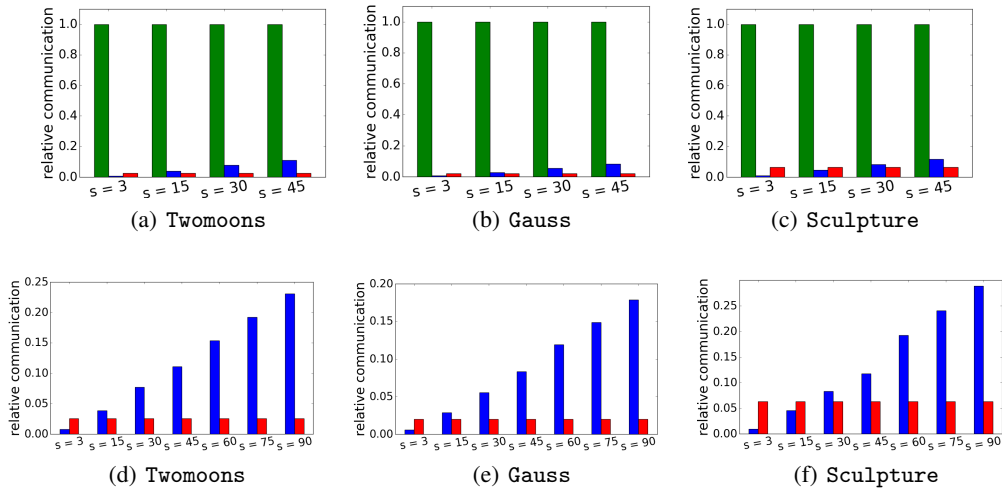 relative communication
1.0
0.8
0.6
0.4
0.2
0.0
s = 3
s = 15
s = 30
s = 45
(a) Twomoons
relative communication
1.0
0.8
0.6
0.4
0.2
0.0
s = 3
s = 15
s = 30
s = 45
(b) Gauss
relative communication
1.0
0.8
0.6
0.4
0.2
0.0
s = 3
s = 15
s = 30
s = 45
(c) Sculpture
relative communication
0.25
0.20
0.15
0.10
0.05
0.00
s = 3
s = 15
s = 30
s = 45
s = 60
s = 75
s = 90
(d) Twomoons
relative communication
0.20
0.15
0.10
0.05
0.00
s = 3
s = 15
s = 30
s = 45
s = 60
s = 75
s = 90
(e) Gauss
relative communication
0.25
0.20
0.15
0.10
0.05
0.00
s = 3
s = 15
s = 30
s = 45
s = 60
s = 75
s = 90
(f) Sculpture